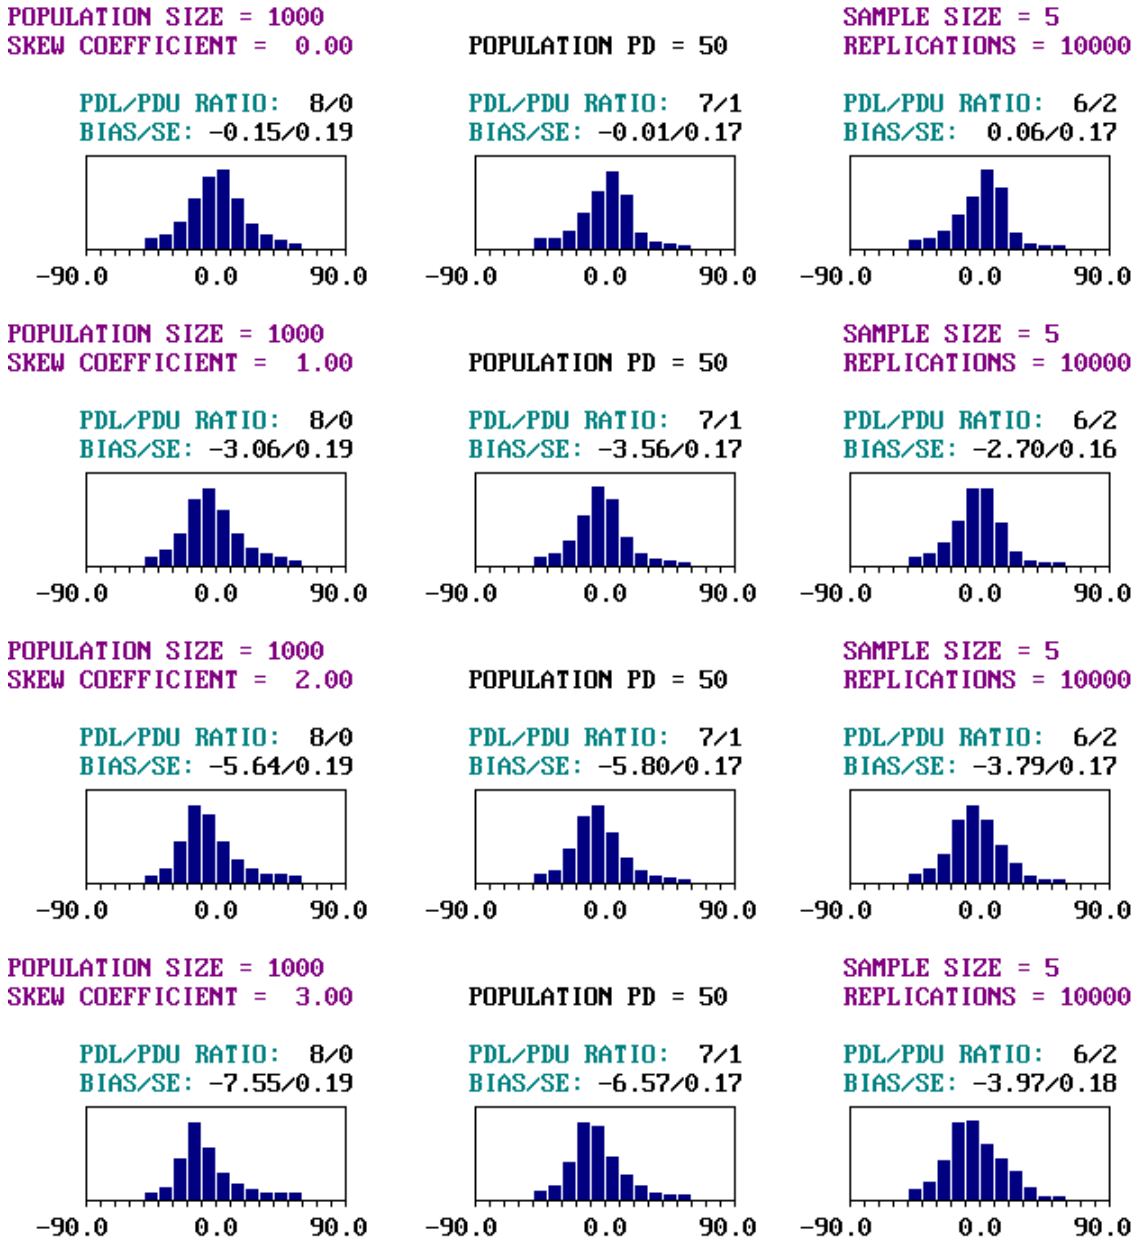 POPULATION SIZE = 1000 SAMPLE SIZE = 5
SKEW COEFFICIENT = 0.00 POPULATION PD = 50 REPLICATIONS = 10000
PDL/PDU RATIO: 8/0 PDL/PDU RATIO: 7/1 PDL/PDU RATIO: 6/2
BIAS/SE: -0.15/0.19 BIAS/SE: -0.01/0.17 BIAS/SE: 0.06/0.17
-90.0 0.0 90.0 -90.0 0.0 90.0 -90.0 0.0 90.0
POPULATION SIZE = 1000 SAMPLE SIZE = 5
SKEW COEFFICIENT = 1.00 POPULATION PD = 50 REPLICATIONS = 10000
PDL/PDU RATIO: 8/0 PDL/PDU RATIO: 7/1 PDL/PDU RATIO: 6/2
BIAS/SE: -3.06/0.19 BIAS/SE: -3.56/0.17 BIAS/SE: -2.70/0.16
-90.0 0.0 90.0 -90.0 0.0 90.0 -90.0 0.0 90.0
POPULATION SIZE = 1000 SAMPLE SIZE = 5
SKEW COEFFICIENT = 2.00 POPULATION PD = 50 REPLICATIONS = 10000
PDL/PDU RATIO: 8/0 PDL/PDU RATIO: 7/1 PDL/PDU RATIO: 6/2
BIAS/SE: -5.64/0.19 BIAS/SE: -5.80/0.17 BIAS/SE: -3.79/0.17
-90.0 0.0 90.0 -90.0 0.0 90.0 -90.0 0.0 90.0
POPULATION SIZE = 1000 SAMPLE SIZE = 5
SKEW COEFFICIENT = 3.00 POPULATION PD = 50 REPLICATIONS = 10000
PDL/PDU RATIO: 8/0 PDL/PDU RATIO: 7/1 PDL/PDU RATIO: 6/2
BIAS/SE: -7.55/0.19 BIAS/SE: -6.57/0.17 BIAS/SE: -3.97/0.18
-90.0 0.0 90.0 -90.0 0.0 90.0 -90.0 0.0 90.0